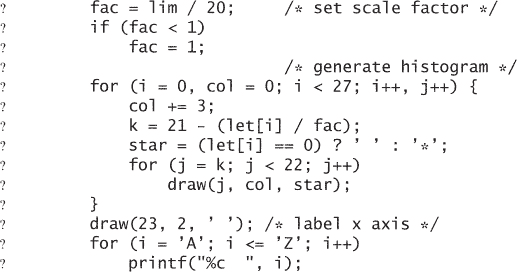 ?         fac = lim / 20;     /* set scale factor */
?         if (fac < 1)
?             fac = 1;
?                             /* generate histogram */
?         for (i = 0, col = 0; i < 27; i++, j++) {
?             col += 3;
?             k = 21 - (let[i] / fac);
?             star = (let[i] == 0) ? ' ' : '*';
?             for (j = k; j < 22; j++)
?                 draw(j, col, star);
?         }
?         draw(23, 2, ' '); /* label x axis */
?         for (i = 'A'; i <= 'Z'; i++)
?             printf("%c  ", i);